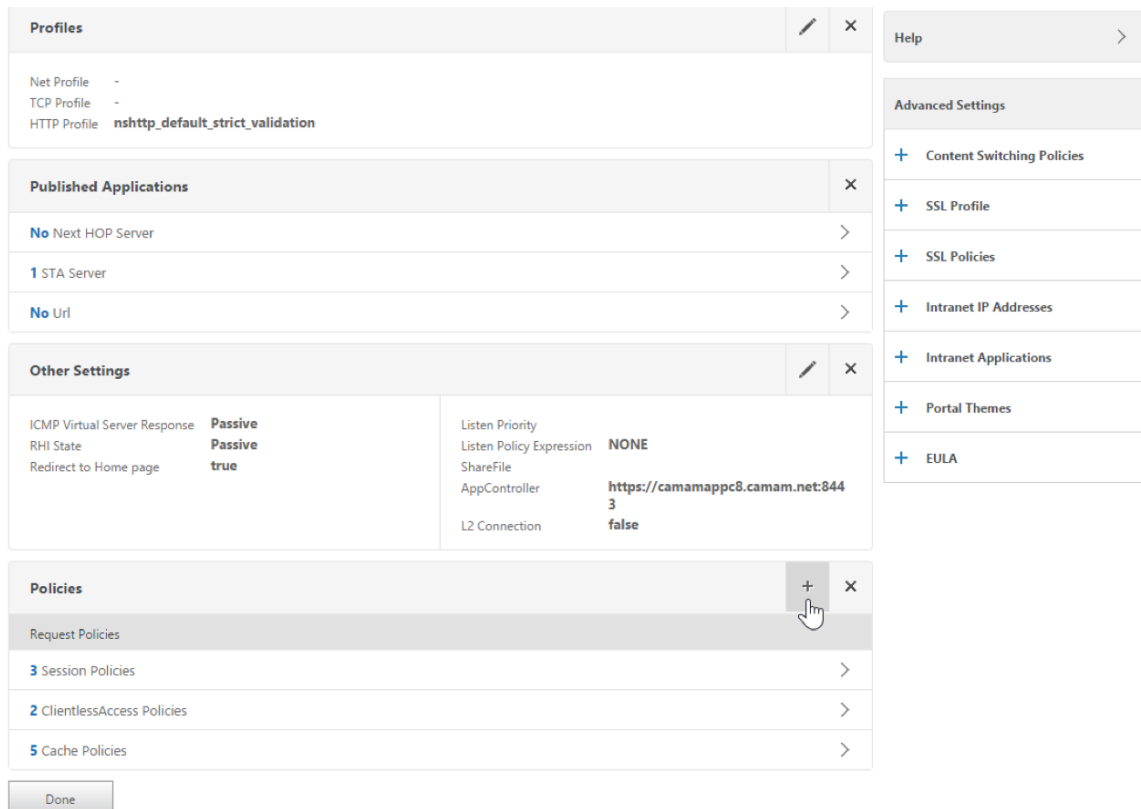 Profiles
Net Profile -
TCP Profile -
HTTP Profile nshttp_default_strict_validation
Published Applications
No Next HOP Server
1 STA Server
No Url
Other Settings
ICMP Virtual Server Response Passive
RHI State Passive
Redirect to Home page true
Listen Priority
Listen Policy Expression NONE
ShareFile
AppController https://camamappc8.camam.net:844
3
L2 Connection false
Policies
Request Policies
3 Session Policies
2 ClientlessAccess Policies
5 Cache Policies
Done
Help
Advanced Settings
Content Switching Policies
SSL Profile
SSL Policies
Intranet IP Addresses
Intranet Applications
Portal Themes
EULA